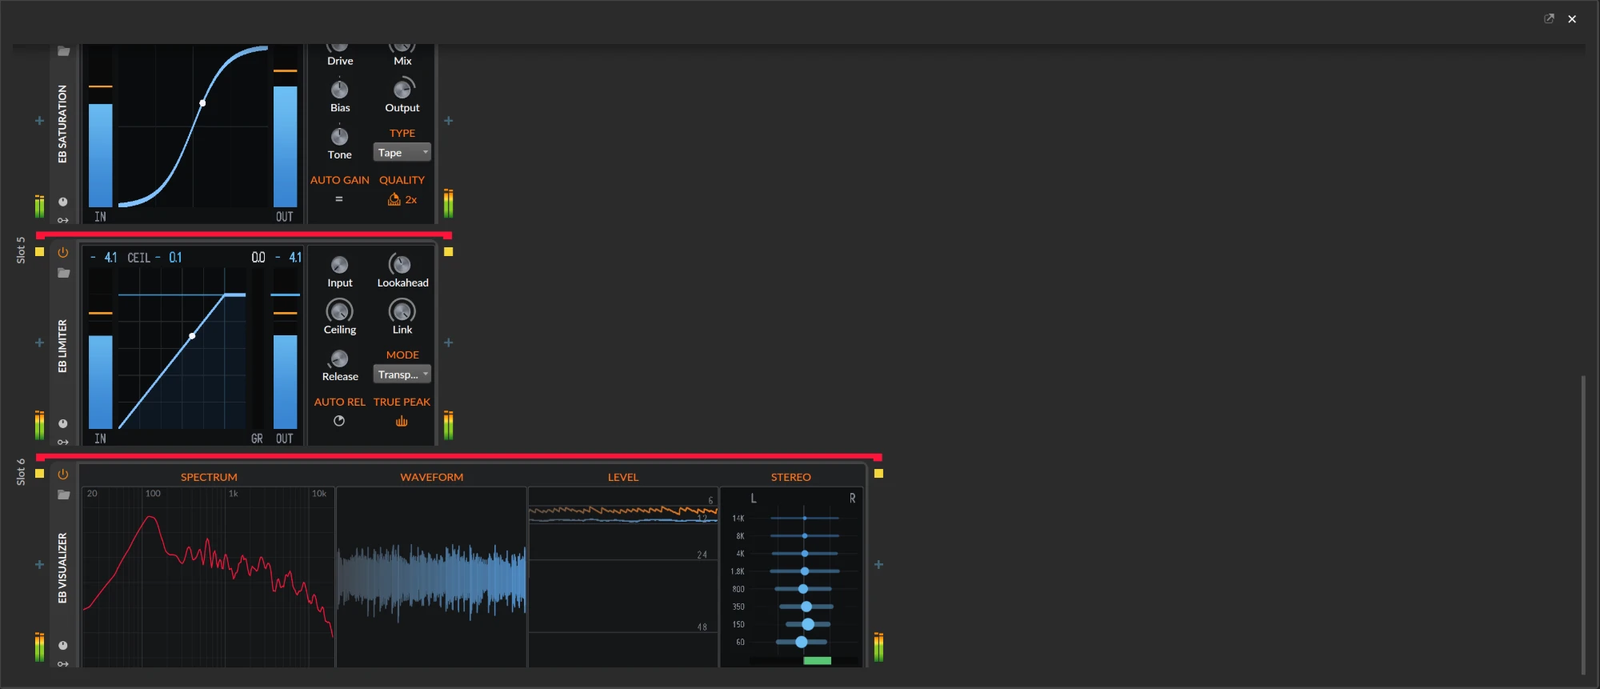 Drive Mix
EB SATURATION
Bias Output
TYPE
Tone Tape
AUTO GAIN QUALITY
= 2x
IN OUT
Slot 5
- 4.1 CEIL - 0.1 0.0 - 4.1
Input Lookahead
EB LIMITER
Ceiling Link
MODE
Release Transp...
AUTO REL TRUE PEAK
IN GR OUT
Slot 6
SPECTRUM WAVEFORM LEVEL STEREO
20 100 1k 10k 6 L R
14K
12
8K
4K
24
1.8K
EB VISUALIZER
800
350
150
48
60